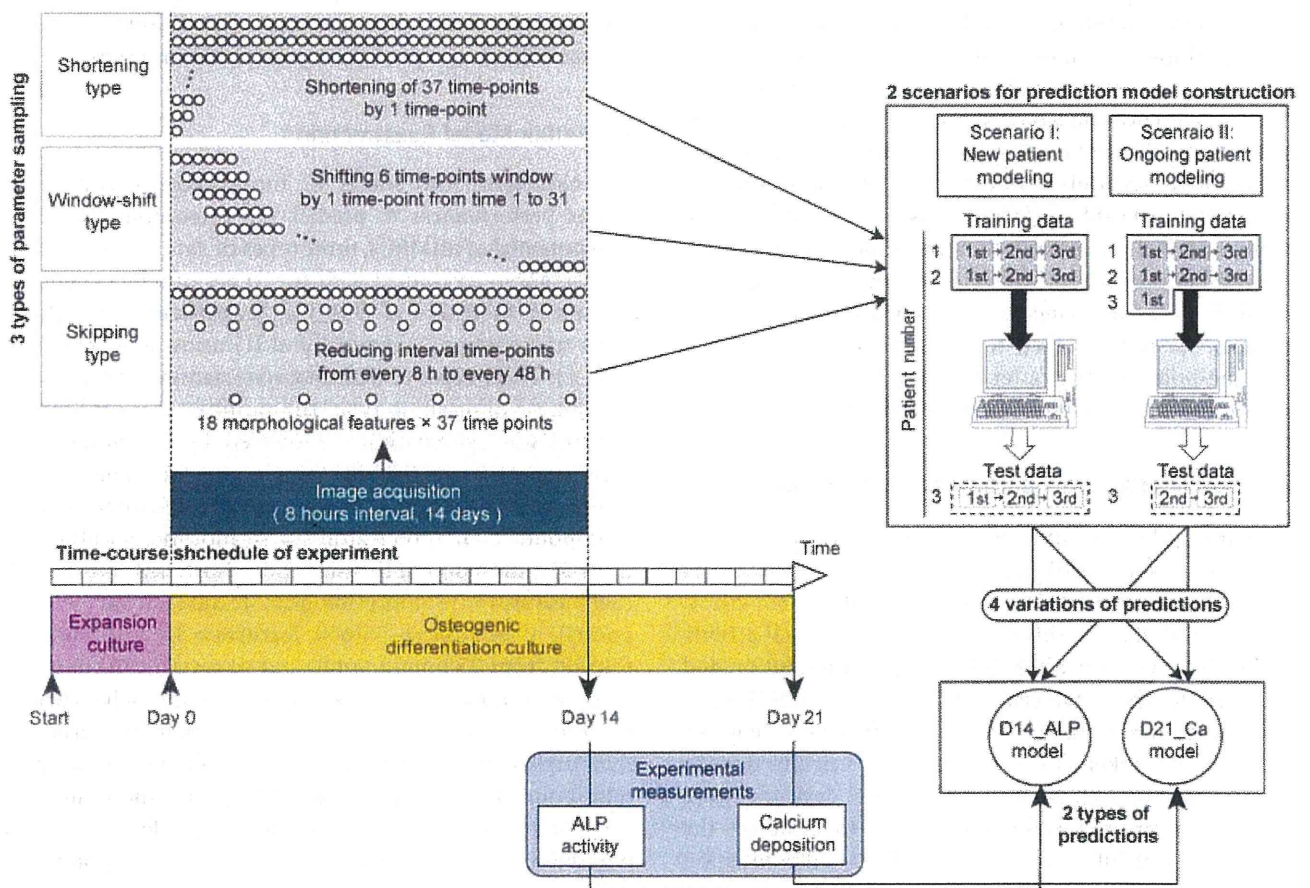 3 types of parameter sampling
Shortening
type
Shortening of 37 time-points
by 1 time-point
Window-shift
type
Shifting 6 time-points window
by 1 time-point from time 1 to 31
Skipping
type
Reducing interval time-points
from every 8 h to every 48 h
18 morphological features × 37 time points
Image acquisition
( 8 hours interval, 14 days )
Time-course shchedule of experiment
Time
Expansion
culture
Osteogenic
differentiation culture
Start
Day 0
Day 14
Day 21
Experimental
measurements
ALP
activity
Calcium
deposition
2 scenarios for prediction model construction
Scenario I:
New patient
modeling
Scenraio II:
Ongoing patient
modeling
Patient number
Training data
1 1st→2nd→3rd
2 1st→2nd→3rd
Test data
3 1st→2nd→3rd
Training data
1 1st→2nd→3rd
2 1st→2nd→3rd
3 1st
Test data
3 2nd→3rd
4 variations of predictions
D14_ALP
model
D21_Ca
model
2 types of
predictions